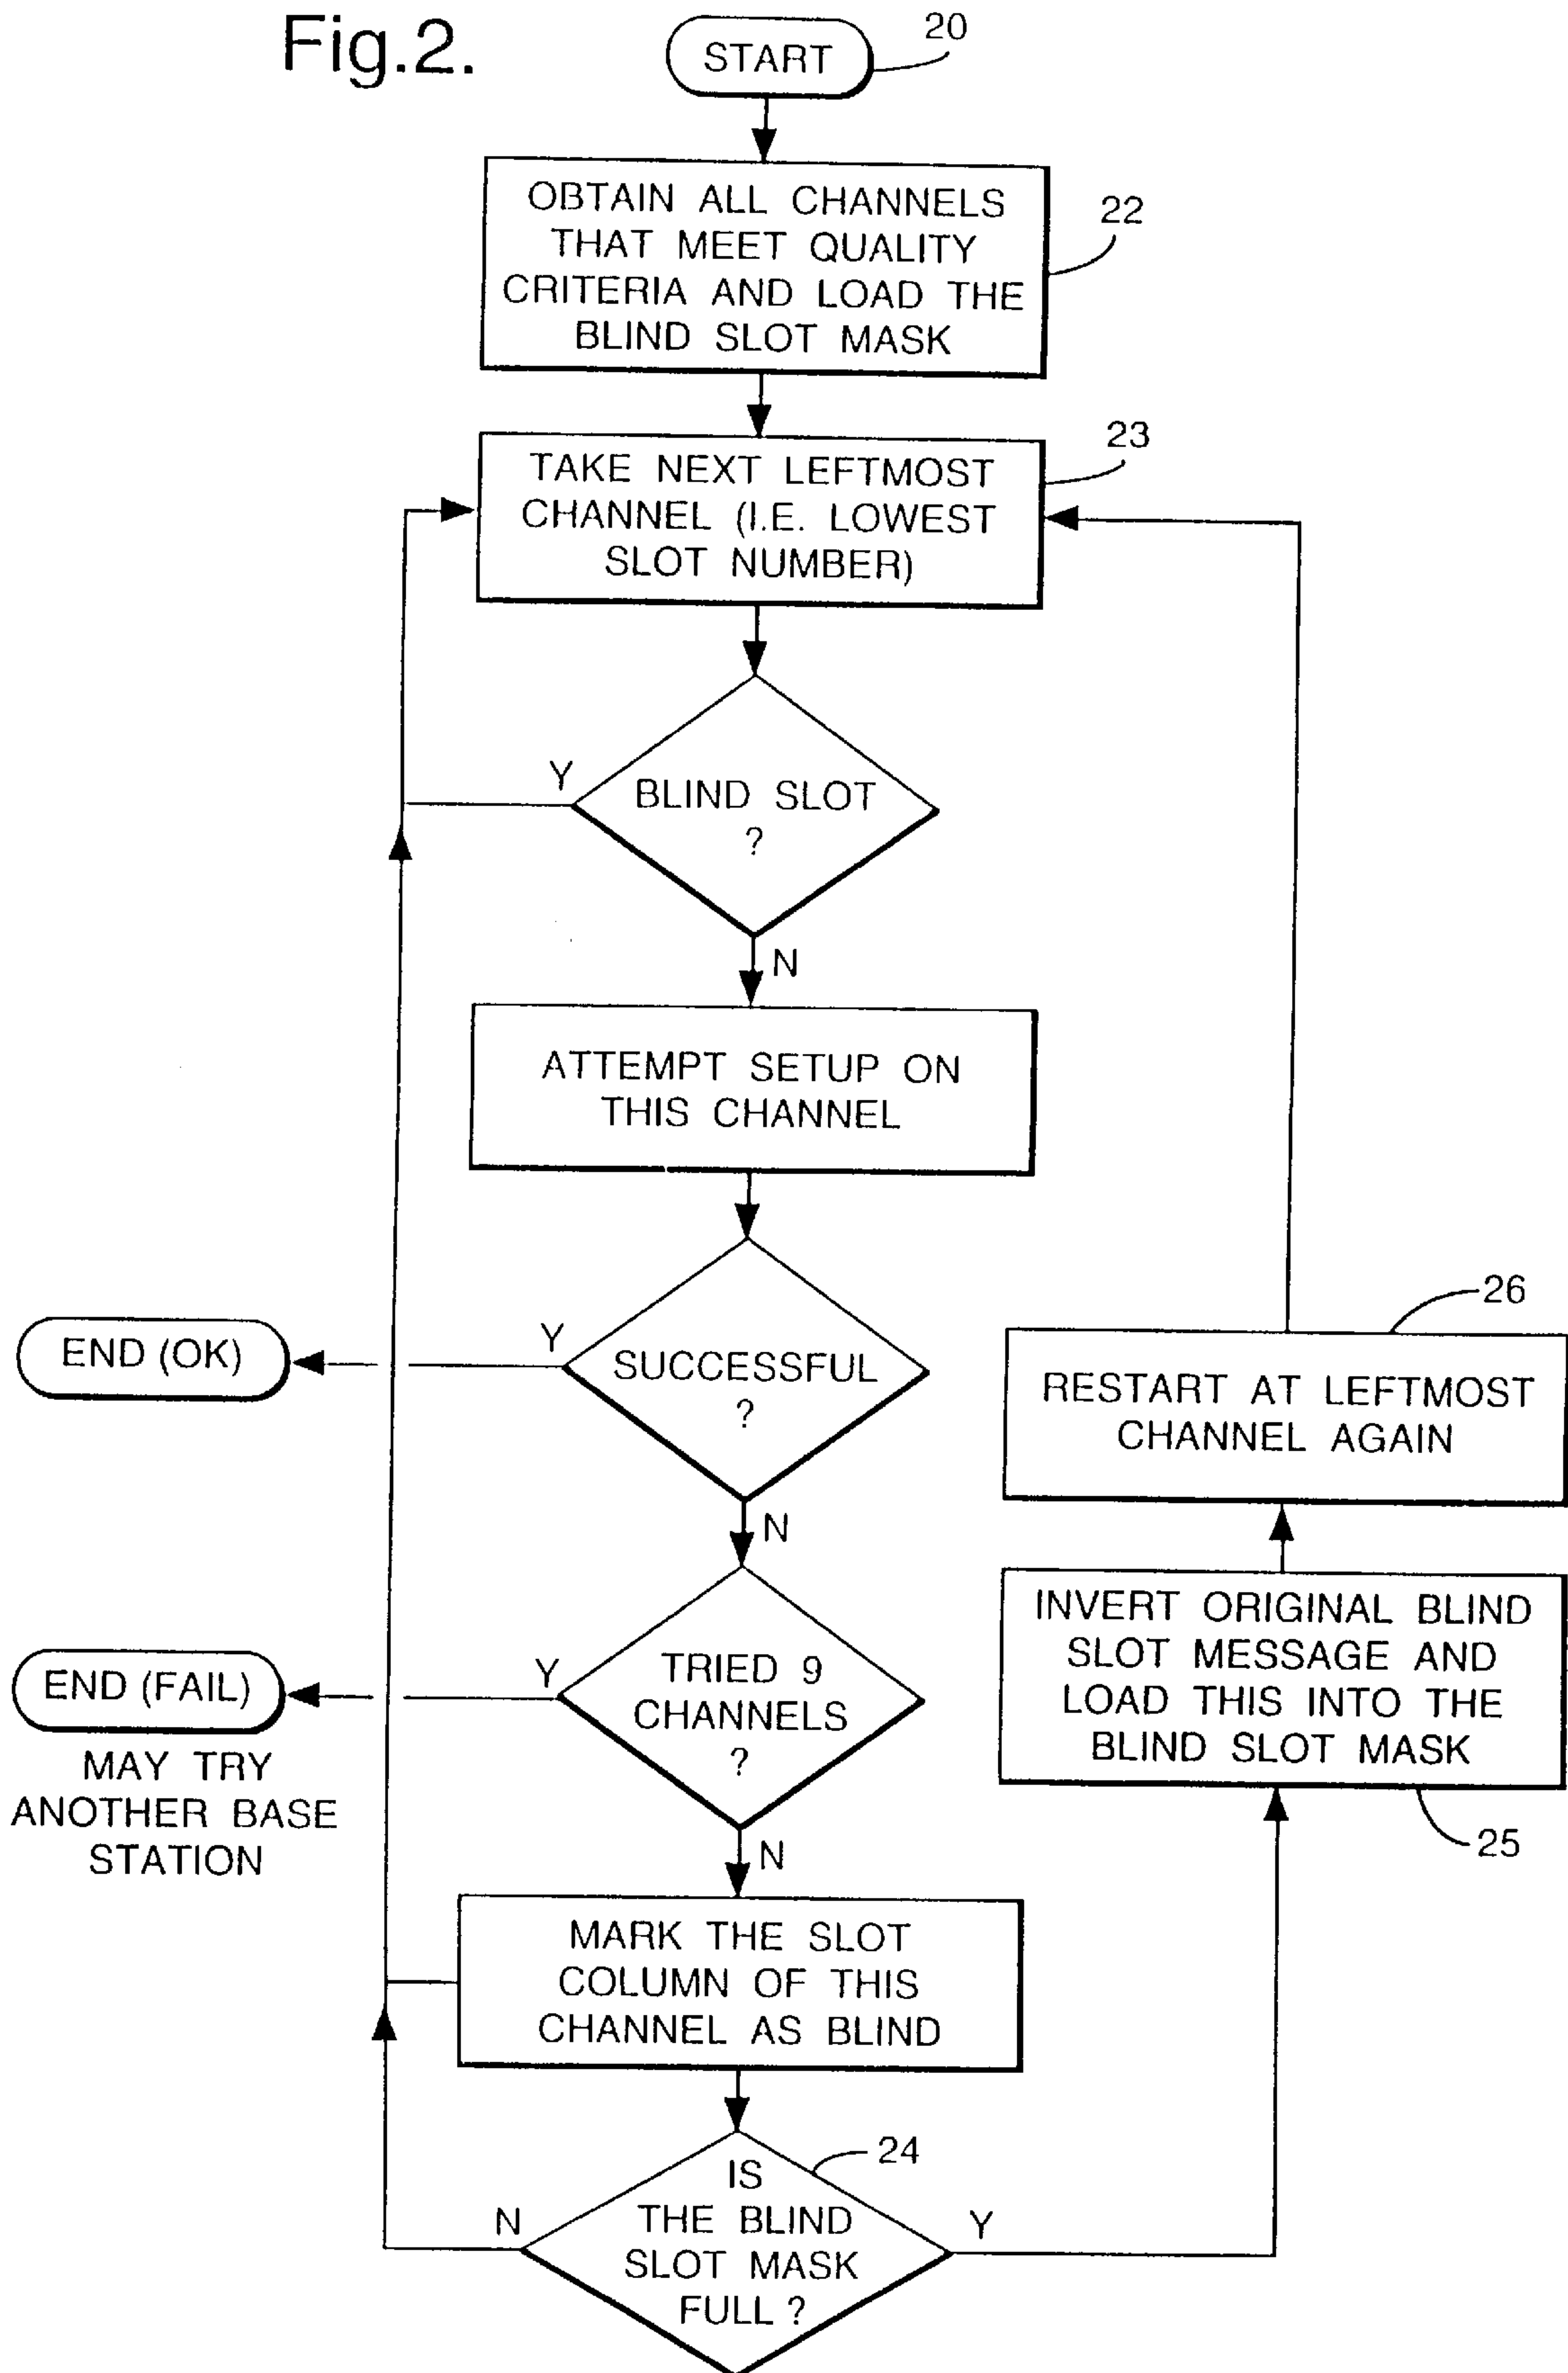 Fig.2.
START
20
OBTAIN ALL CHANNELS
THAT MEET QUALITY
CRITERIA AND LOAD THE
BLIND SLOT MASK
22
TAKE NEXT LEFTMOST
CHANNEL (I.E. LOWEST
SLOT NUMBER)
23
Y
BLIND SLOT
?
N
ATTEMPT SETUP ON
THIS CHANNEL
END (OK)
Y
SUCCESSFUL
?
N
26
RESTART AT LEFTMOST
CHANNEL AGAIN
INVERT ORIGINAL BLIND
SLOT MESSAGE AND
LOAD THIS INTO THE
BLIND SLOT MASK
25
END (FAIL)
MAY TRY
ANOTHER BASE
STATION
Y
TRIED 9
CHANNELS
?
N
MARK THE SLOT
COLUMN OF THIS
CHANNEL AS BLIND
24
N
IS
THE BLIND
SLOT MASK
FULL ?
Y